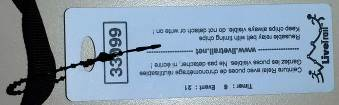 Livetrail
Timer : 6 Event : 21
Ceinture Relai avec puces de chronométrage réutilisables
Gardez les puces visibles. Ne pas détacher ni écrire !
www.livetrail.net
Reusable relay belt with timing chips
Keep chips always visible, do not detach or write on !
33099